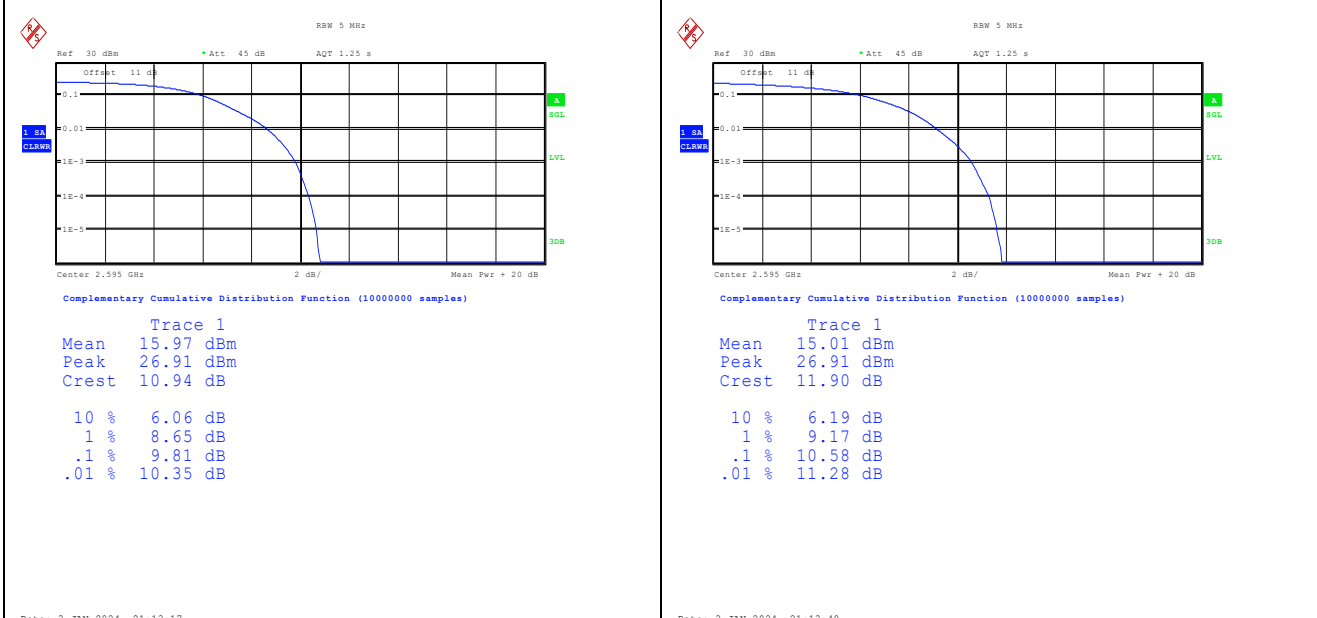 RBW 5 MHz
Ref 30 dBm * Att 45 dB AQT 1.25 s
Offset 11 dB
0.1
A
SGL
0.01
1 SA
CLRWR
1E-3
LVL
1E-4
1E-5
3DB
Center 2.595 GHz 2 dB/ Mean Pwr + 20 dB
Complementary Cumulative Distribution Function (10000000 samples)
Trace 1
Mean 15.97 dBm
Peak 26.91 dBm
Crest 10.94 dB
10 % 6.06 dB
1 % 8.65 dB
.1 % 9.81 dB
.01 % 10.35 dB
RBW 5 MHz
Ref 30 dBm * Att 45 dB AQT 1.25 s
Offset 11 dB
0.1
A
SGL
0.01
1 SA
CLRWR
1E-3
LVL
1E-4
1E-5
3DB
Center 2.595 GHz 2 dB/ Mean Pwr + 20 dB
Complementary Cumulative Distribution Function (10000000 samples)
Trace 1
Mean 15.01 dBm
Peak 26.91 dBm
Crest 11.90 dB
10 % 6.19 dB
1 % 9.17 dB
.1 % 10.58 dB
.01 % 11.28 dB